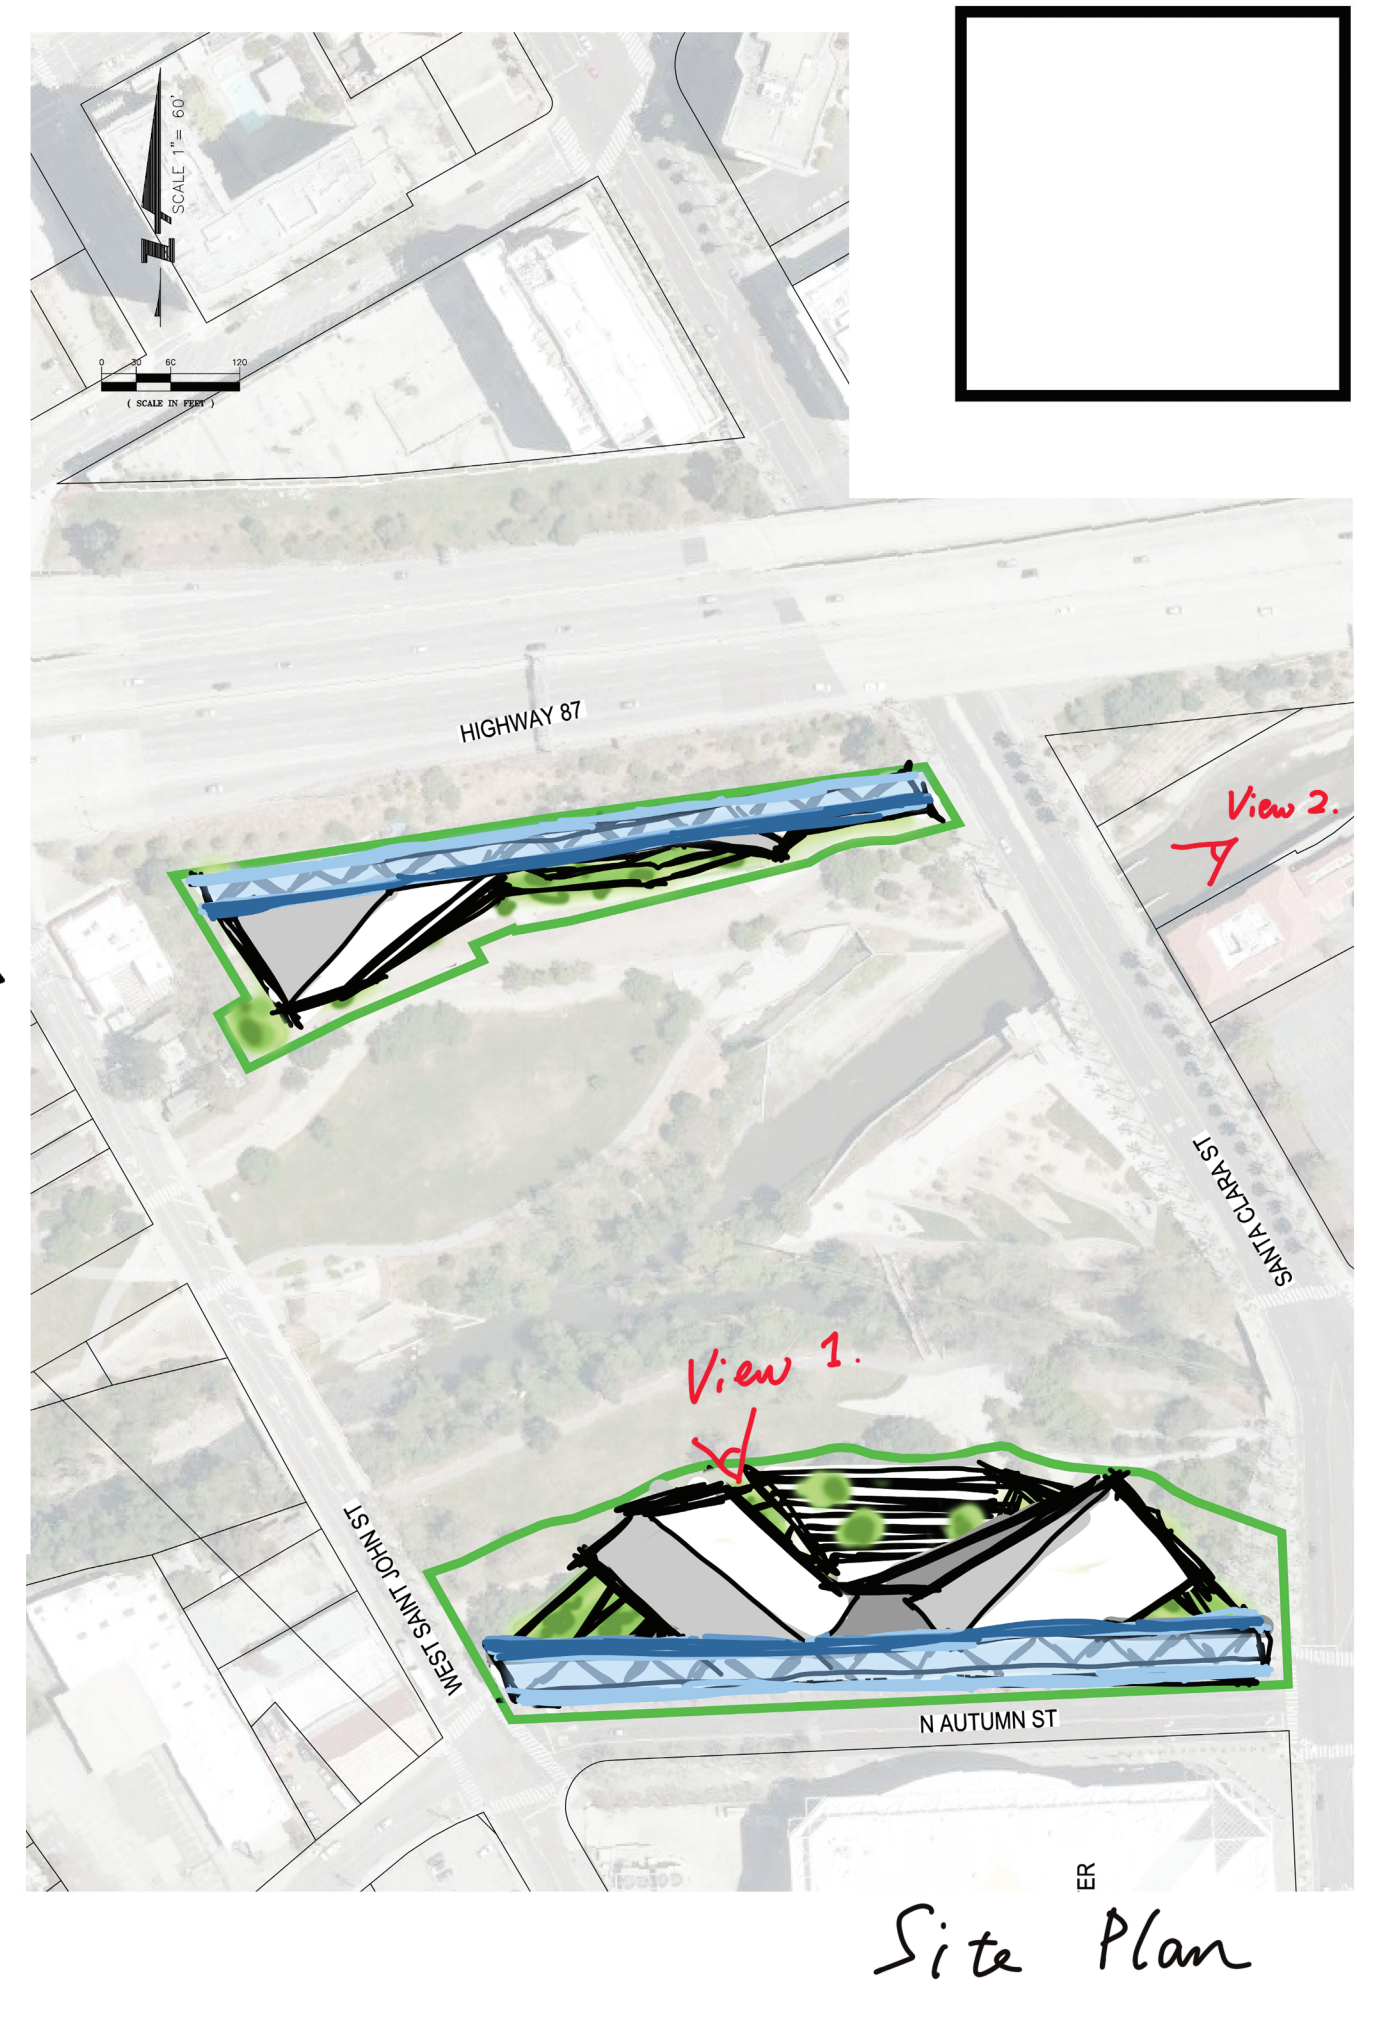 SCALE 1"= 60'
0 30 60 120
( SCALE IN FEET )
HIGHWAY 87
View 2.
SANTA CLARA ST
View 1.
WEST SAINT JOHN ST
N AUTUMN ST
ER
Site Plan